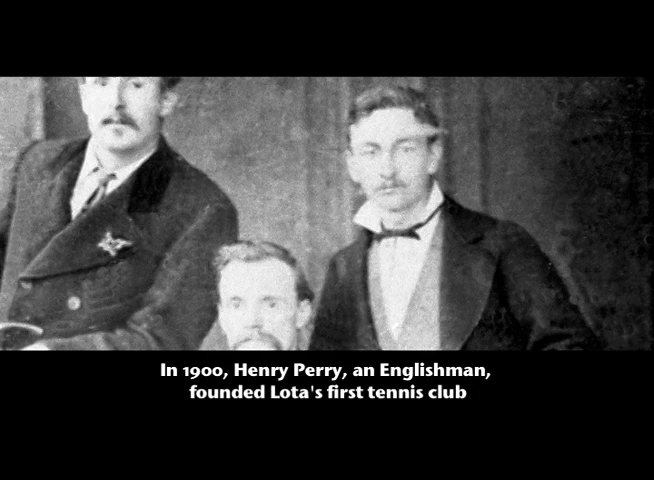 In 1900, Henry Perry, an Englishman,
founded Lota's first tennis club